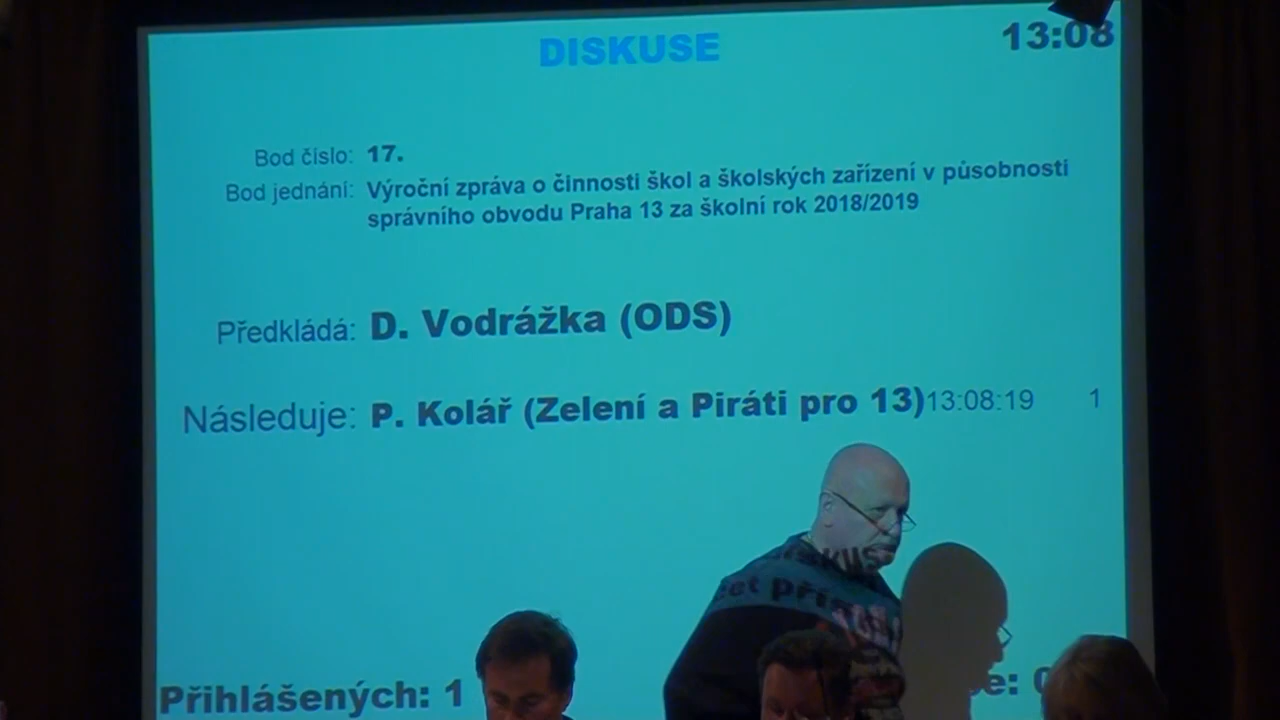 DISKUSE
13:08
Bod číslo: 17.
Bod jednání: Výroční zpráva o činnosti škol a školských zařízení v působnosti
správního obvodu Praha 13 za školní rok 2018/2019
Předkládá: D. Vodrážka (ODS)
Následuje: P. Kolář (Zelení a Piráti pro 13) 13:08:19 1
Přihlášených: 1